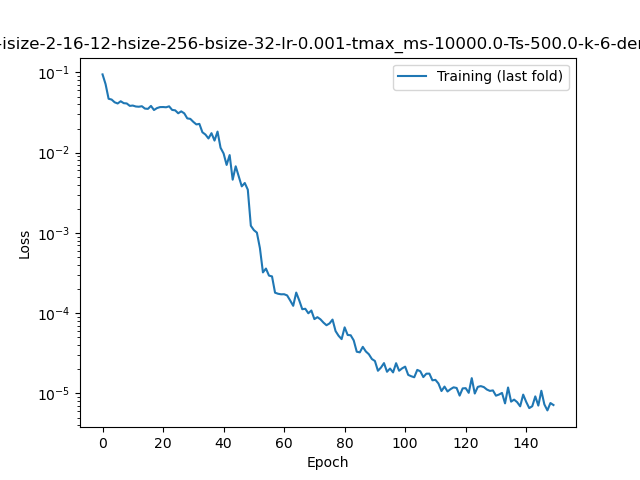 -isize-2-16-12-hsize-256-bsize-32-lr-0.001-tmax_ms-10000.0-Ts-500.0-k-6-der
Training (last fold)
Loss
10⁻¹
10⁻²
10⁻³
10⁻⁴
10⁻⁵
0 20 40 60 80 100 120 140
Epoch